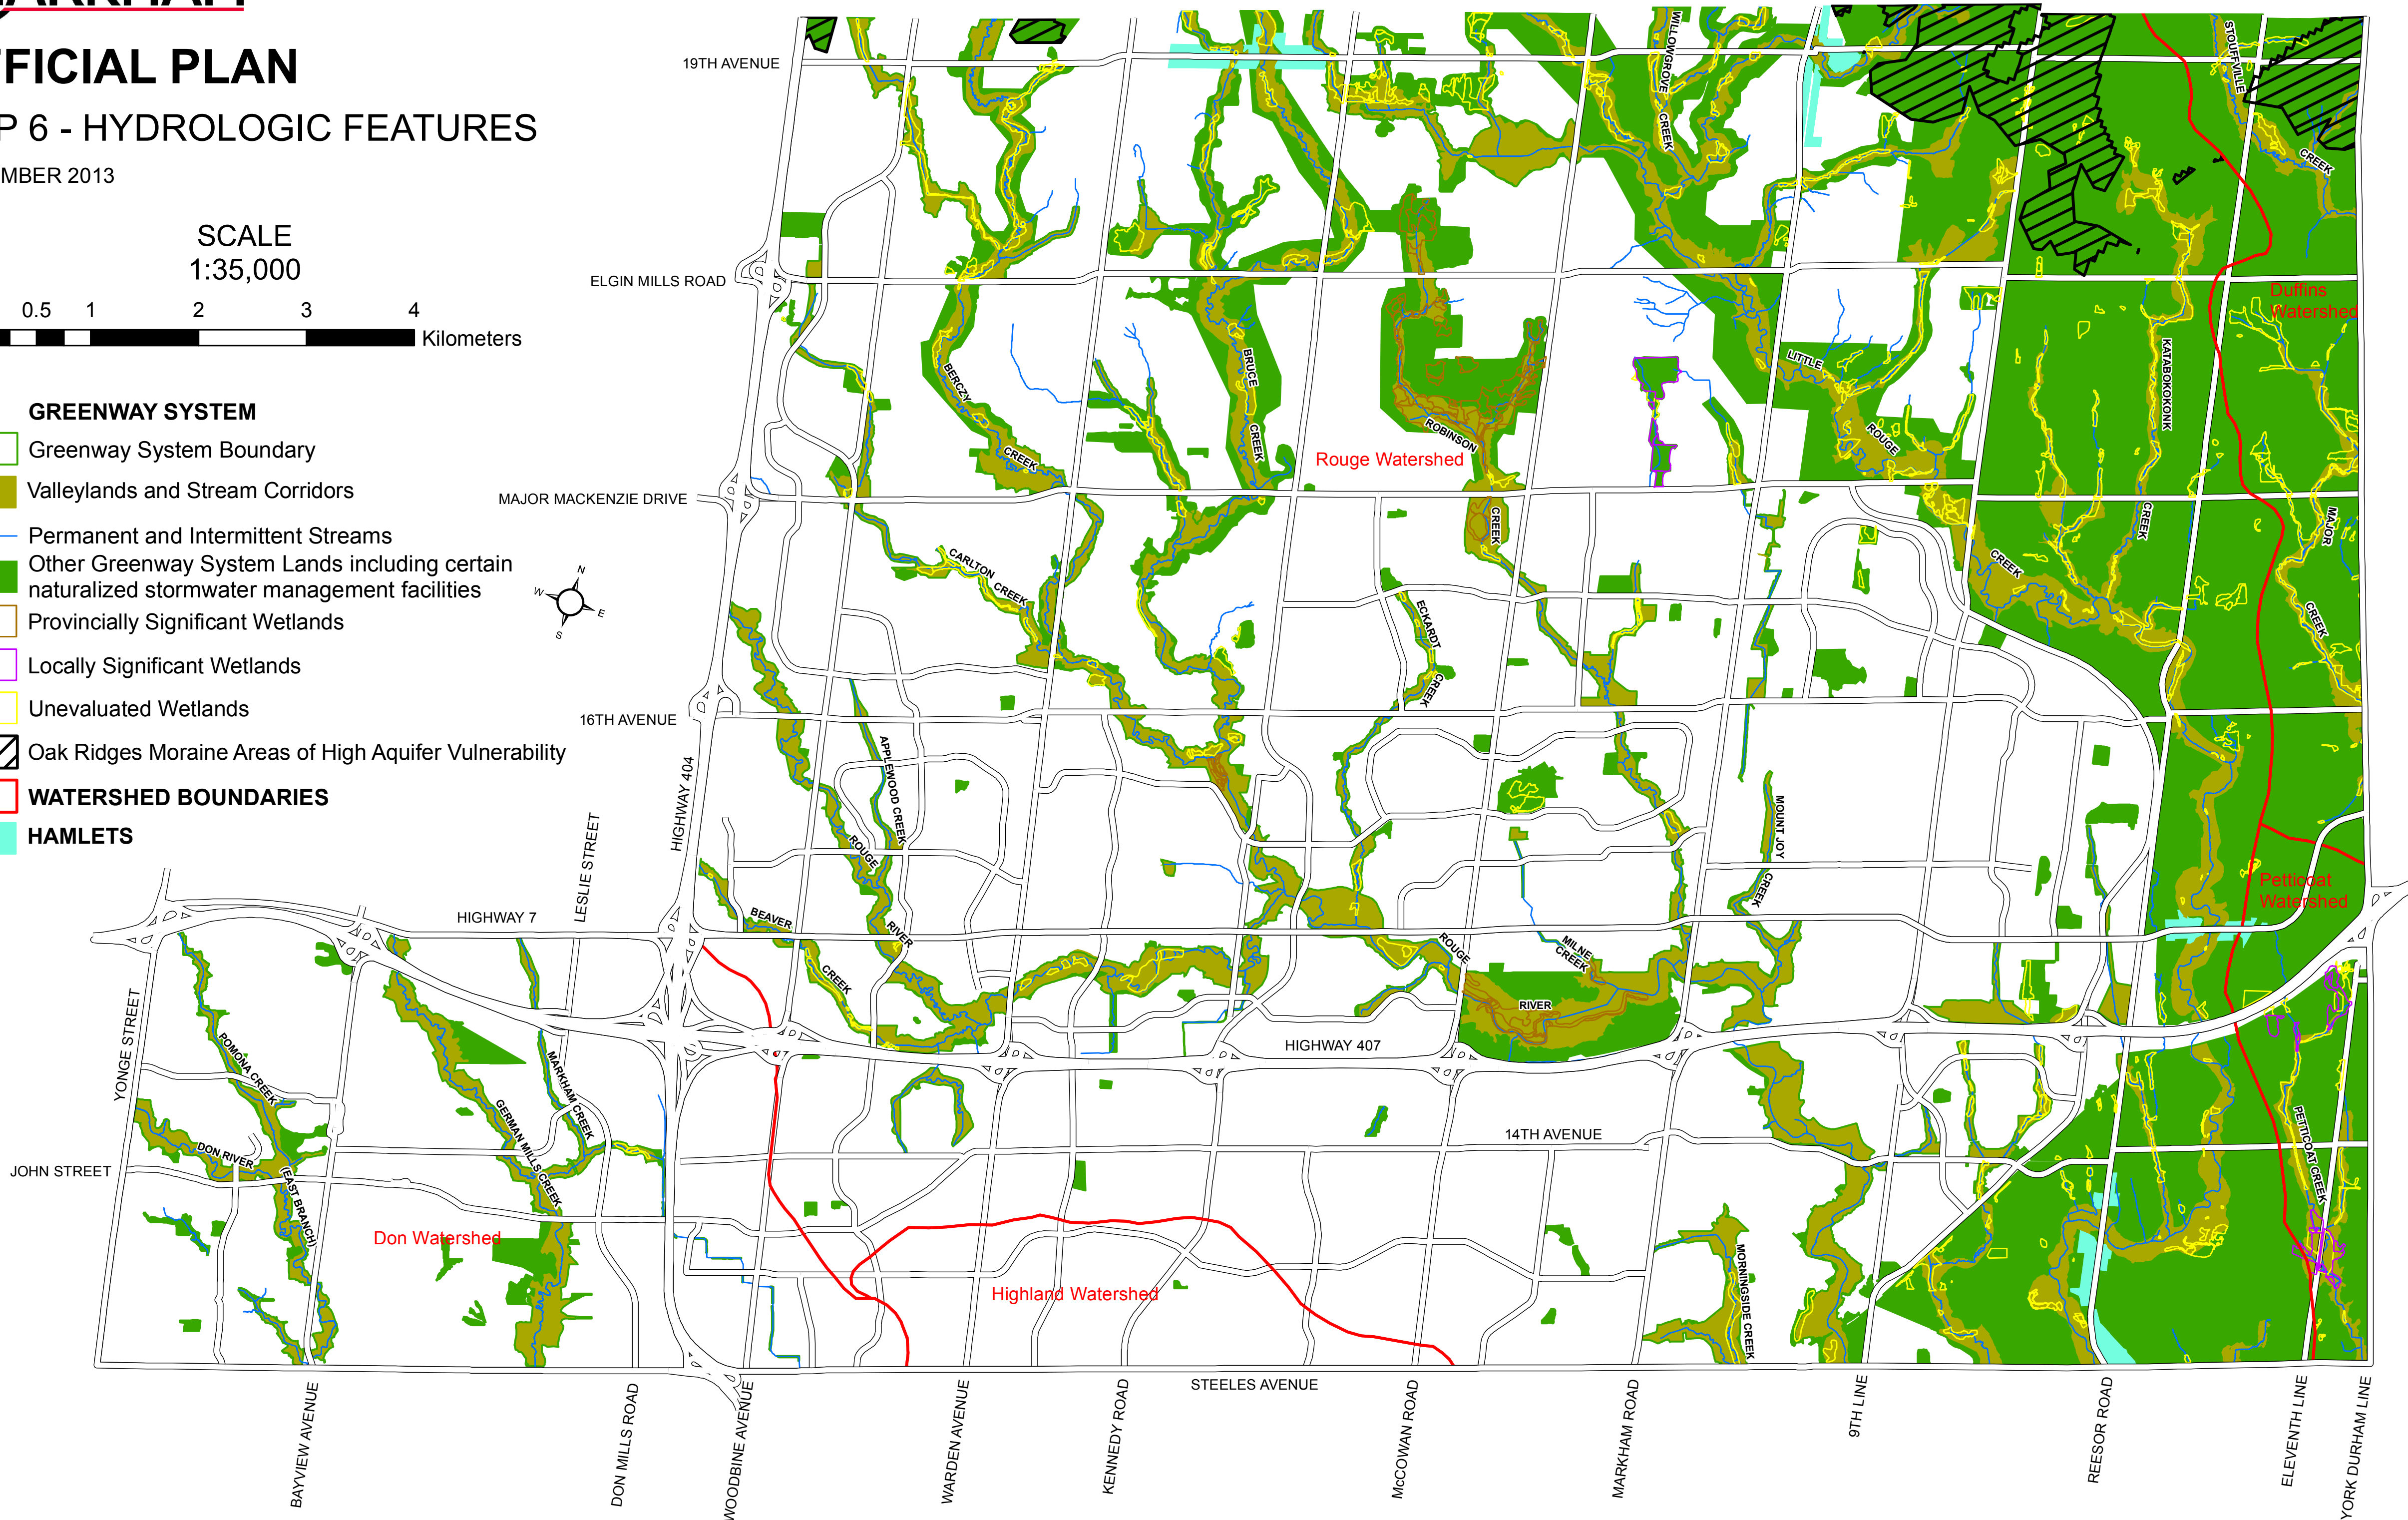 FFICIAL PLAN
P 6 - HYDROLOGIC FEATURES
MBER 2013
SCALE
1:35,000
0.5 1 2 3 4
Kilometers
GREENWAY SYSTEM
Greenway System Boundary
Valleylands and Stream Corridors
Permanent and Intermittent Streams
Other Greenway System Lands including certain
naturalized stormwater management facilities
Provincially Significant Wetlands
Locally Significant Wetlands
Unevaluated Wetlands
Oak Ridges Moraine Areas of High Aquifer Vulnerability
WATERSHED BOUNDARIES
HAMLETS
N
W
E
S
19TH AVENUE
ELGIN MILLS ROAD
MAJOR MACKENZIE DRIVE
16TH AVENUE
HIGHWAY 404
LESLIE STREET
HIGHWAY 7
YONGE STREET
JOHN STREET
HIGHWAY 407
14TH AVENUE
STEELES AVENUE
BAYVIEW AVENUE
DON MILLS ROAD
WOODBINE AVENUE
WARDEN AVENUE
KENNEDY ROAD
McCOWAN ROAD
MARKHAM ROAD
9TH LINE
REESOR ROAD
ELEVENTH LINE
YORK DURHAM LINE
WILLOWGROVE
CREEK
STOUFFVILLE
CREEK
Duffins
Watershed
BERCZY
CREEK
BRUCE
CREEK
ROBINSON
CREEK
Rouge Watershed
LITTLE
ROUGE
CREEK
KATABOKOKONK
CREEK
MAJOR
CREEK
CARLTON
CREEK
ECKARDT
CREEK
APPLEWOOD CREEK
ROUGE
RIVER
BEAVER
CREEK
MOUNT JOY
CREEK
Petticoat
Watershed
ROUGE
RIVER
MILNE
CREEK
POMONA CREEK
MARKHAM CREEK
GERMAN MILLS CREEK
DON RIVER
(EAST BRANCH)
Don Watershed
Highland Watershed
MORNINGSIDE CREEK
PETTICOAT CREEK